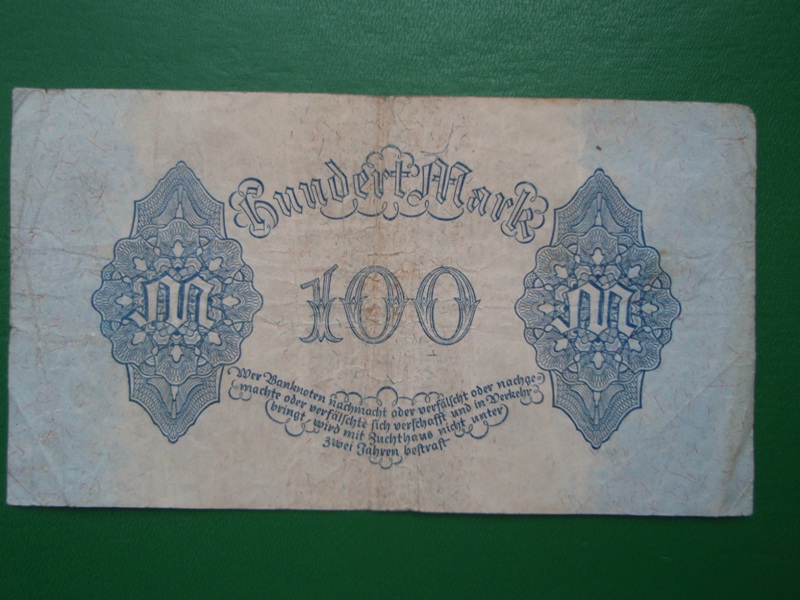 Hundert Mark
M
100
M
Wer Banknoten nachmacht oder verfälscht oder nachge-
machte oder verfälschte sich verschafft und in Verkehr
bringt, wird mit Zuchthaus nicht unter
zwei Jahren bestraft